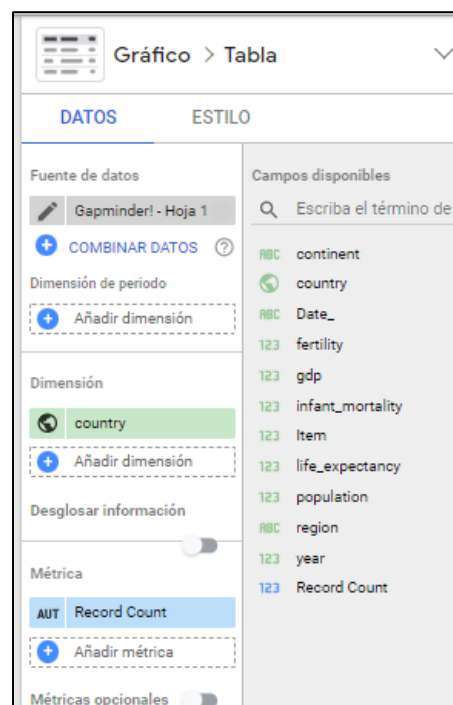 Gráfico > Tabla
DATOS
ESTILO
Fuente de datos
Gapminder! - Hoja 1
COMBINAR DATOS
Dimensión de periodo
Añadir dimensión
Dimensión
country
Añadir dimensión
Desglosar información
Métrica
AUT Record Count
Añadir métrica
Métricas opcionales
Campos disponibles
Escriba el término de
ABC continent
country
ABC Date_
123 fertility
123 gdp
123 infant_mortality
123 Item
123 life_expectancy
123 population
ABC region
123 year
123 Record Count